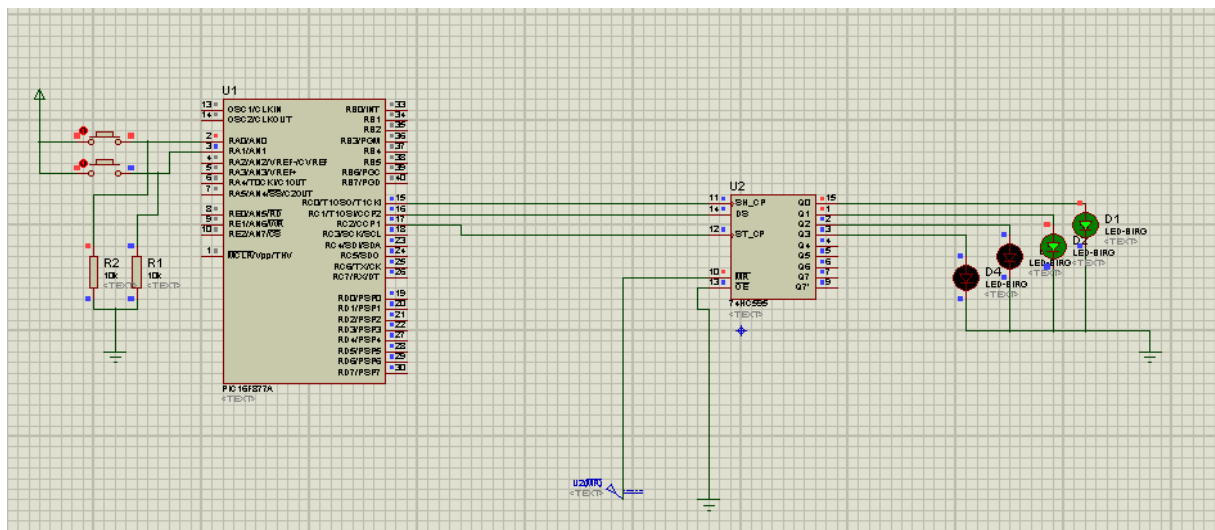 U1
13 OSC1/CLKIN RB0/INT 33
14 OSC2/CLKOUT RB1 34
RB2 35
2 RA0/AN0 RB3/PGM 36
3 RA1/AN1 RB4 37
4 RA2/AN2/VREF-/CVREF RB5 38
5 RA3/AN3/VREF+ RB6/PGC 39
6 RA4/T0CKI/C1OUT RB7/PGD 40
7 RA5/AN4/SS/C2OUT
RC0/T1OSO/T1CKI 15
8 RE0/AN5/RD RC1/T1OSI/CCP2 16
9 RE1/AN6/WR RC2/CCP1 17
10 RE2/AN7/CS RC3/SCK/SCL 18
RC4/SDI/SDA 23
1 MCLR/Vpp/THV RC5/SDO 24
RC6/TX/CK 25
RC7/RX/DT 26
RD0/PSP0 19
RD1/PSP1 20
RD2/PSP2 21
RD3/PSP3 22
RD4/PSP4 27
RD5/PSP5 28
RD6/PSP6 29
RD7/PSP7 30
PIC16F877A
<TEXT>
R2 R1
10k 10k
<TEXT> <TEXT>
U2
11 SH_CP Q0 15
14 DS Q1 1
Q2 2
12 ST_CP Q3 3
Q4 4
Q5 5
Q6 6
10 MR Q7 7
13 OE Q7' 9
74HC595
<TEXT>
D1
LED-BIRG
<TEXT>
D2
LED-BIRG
<TEXT>
LED-BIRG
D4
LED-BIRG
<TEXT>
U2(MR)
<TEXT>